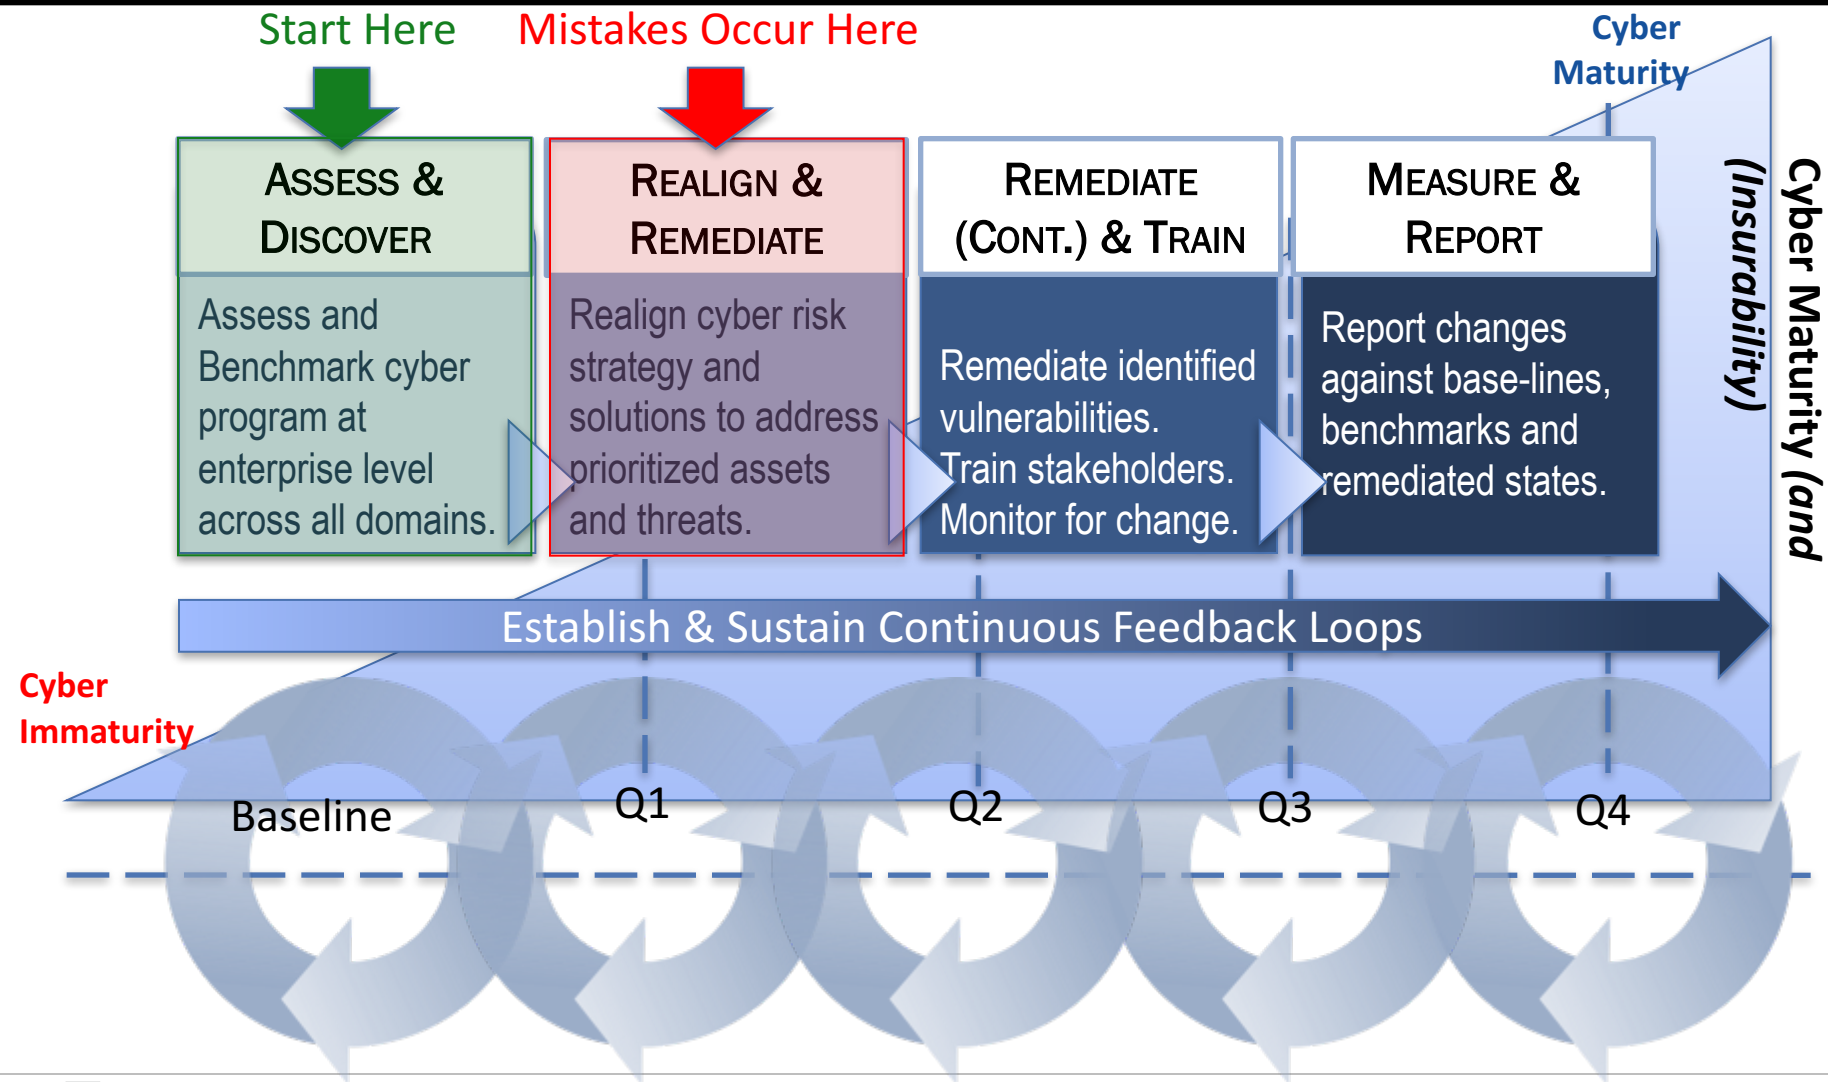 Start Here
Mistakes Occur Here
Cyber
Maturity
ASSESS &
DISCOVER
Assess and
Benchmark cyber
program at
enterprise level
across all domains.
REALIGN &
REMEDIATE
Realign cyber risk
strategy and
solutions to address
prioritized assets
and threats.
REMEDIATE
(CONT.) & TRAIN
Remediate identified
vulnerabilities.
Train stakeholders.
Monitor for change.
MEASURE &
REPORT
Report changes
against base-lines,
benchmarks and
remediated states.
Cyber Maturity (and
(Insurability)
Establish & Sustain Continuous Feedback Loops
Cyber
Immaturity
Baseline
Q1
Q2
Q3
Q4